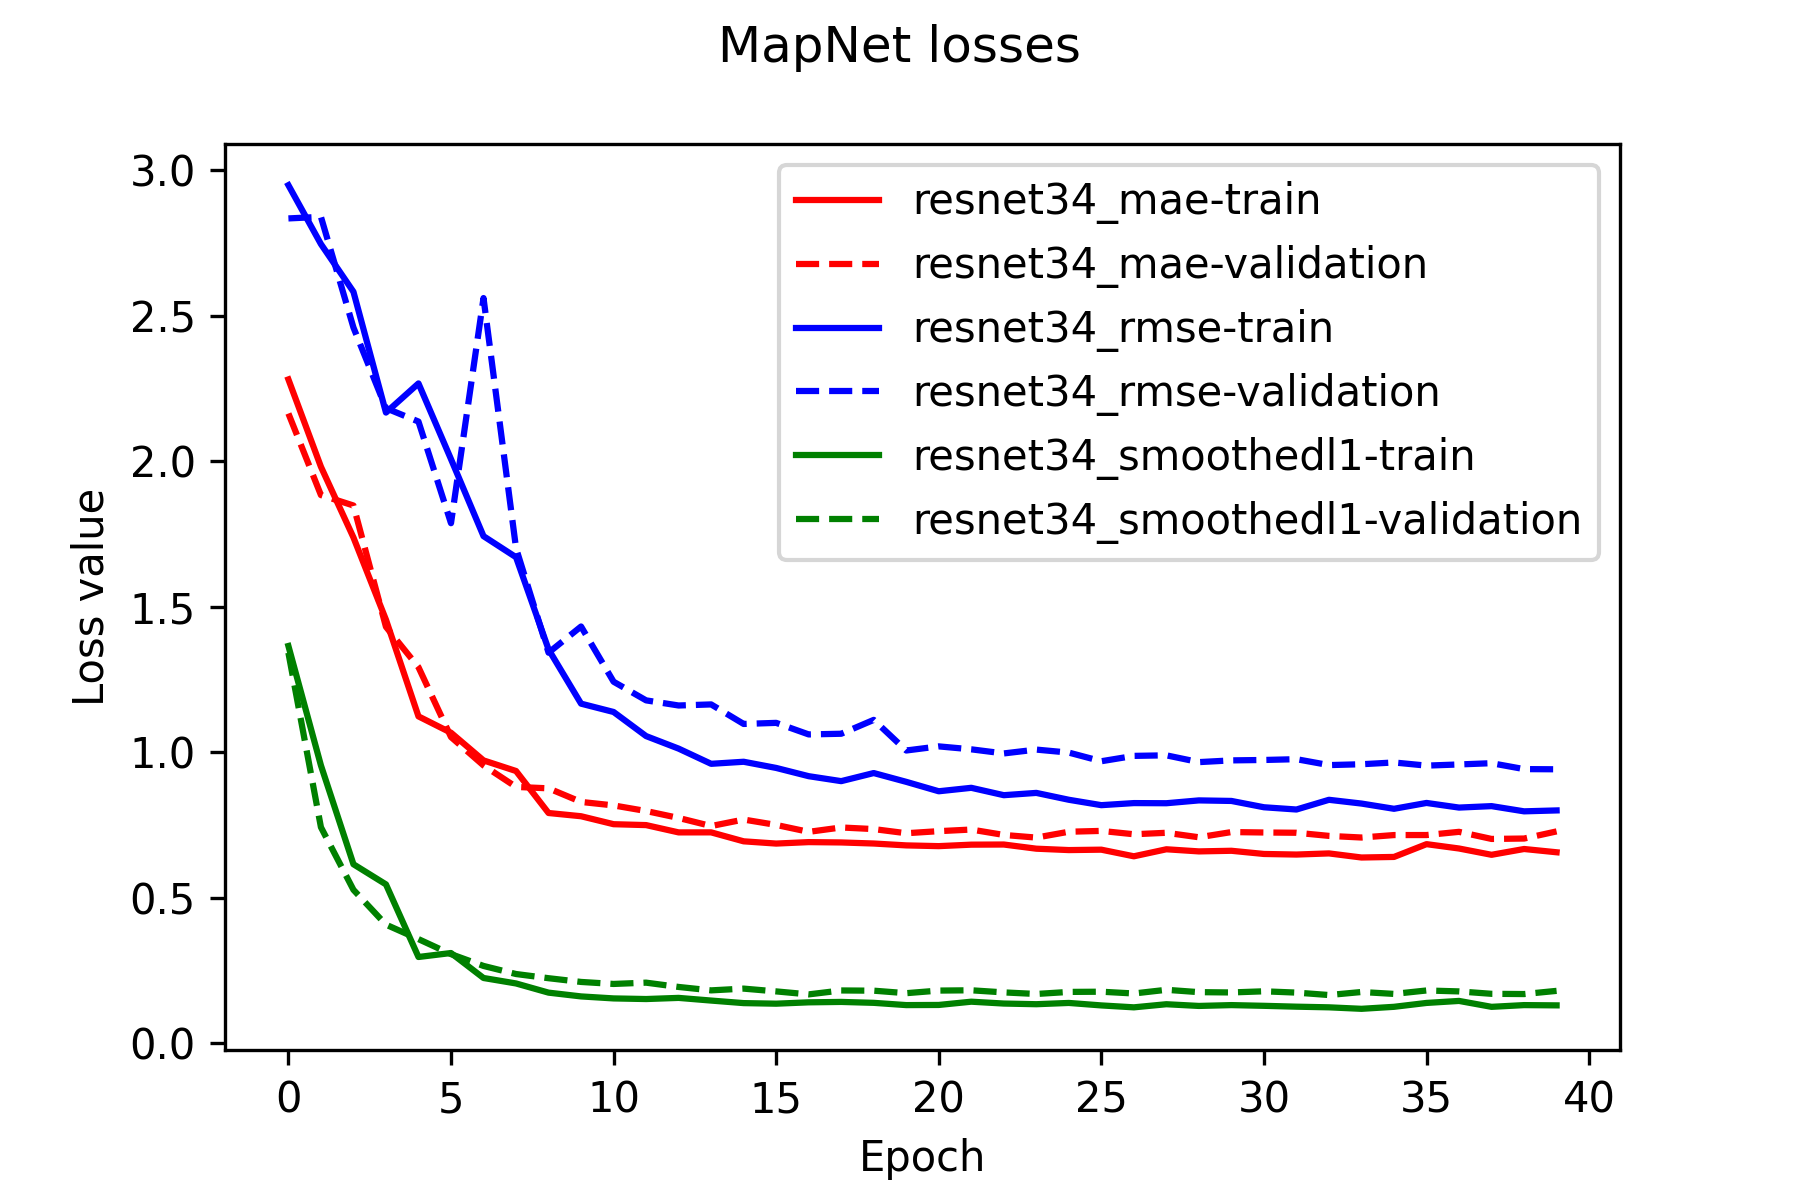 MapNet losses
3.0
2.5
2.0
1.5
1.0
0.5
0.0
Loss value
resnet34_mae-train
resnet34_mae-validation
resnet34_rmse-train
resnet34_rmse-validation
resnet34_smoothedl1-train
resnet34_smoothedl1-validation
0 5 10 15 20 25 30 35 40
Epoch